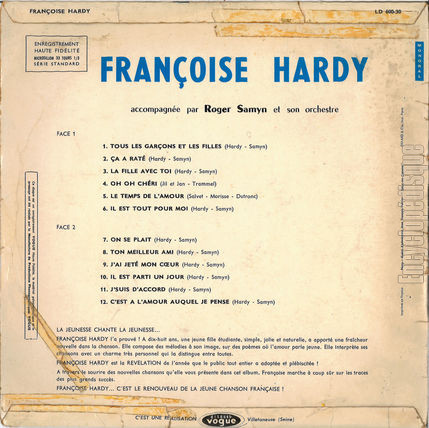 FRANÇOISE HARDY
LD 600-30
ENREGISTREMENT
HAUTE FIDÉLITÉ
MICROSILLON 33 TOURS 1/3
SÉRIE STANDARD
FRANÇOISE HARDY
accompagnée par Roger Samyn et son orchestre
FACE 1
1. TOUS LES GARÇONS ET LES FILLES (Hardy - Samyn)
2. ÇA A RATÉ (Hardy - Samyn)
3. LA FILLE AVEC TOI (Hardy - Samyn)
4. OH OH CHÉRI (Jil et Jan - Trammel)
5. LE TEMPS DE L'AMOUR (Salvet - Morisse - Dutronc)
6. IL EST TOUT POUR MOI (Hardy - Samyn)
FACE 2
7. ON SE PLAIT (Hardy - Samyn)
8. TON MEILLEUR AMI (Hardy - Samyn)
9. J'AI JETÉ MON CŒUR (Hardy - Samyn)
10. IL EST PARTI UN JOUR (Hardy - Samyn)
11. J'SUIS D'ACCORD (Hardy - Samyn)
12. C'EST A L'AMOUR AUQUEL JE PENSE (Hardy - Samyn)
LA JEUNESSE CHANTE LA JEUNESSE...
FRANÇOISE HARDY l'a prouvé ! A dix-huit ans, une jeune fille étudiante, simple, jolie et naturelle, a apporté une fraîcheur
nouvelle dans la chanson. Elle compose des mélodies à son image, sur des poèmes où l'amour parle jeune. Elle interprète ses
chansons avec un charme très personnel qui la distingue entre toutes.
FRANÇOISE HARDY est la REVELATION de l'année que le public tout entier a adoptée et plébiscitée !
A travers le sourire des nouvelles chansons qu'elle vous présente dans cet album, Françoise marche à coup sûr sur les traces
des plus grands succès.
FRANÇOISE HARDY... C'EST LE RENOUVEAU DE LA JEUNE CHANSON FRANÇAISE !
C'EST UNE RÉALISATION
DISQUES
VOGUE
Villetaneuse (Seine)
Encyclopédisque